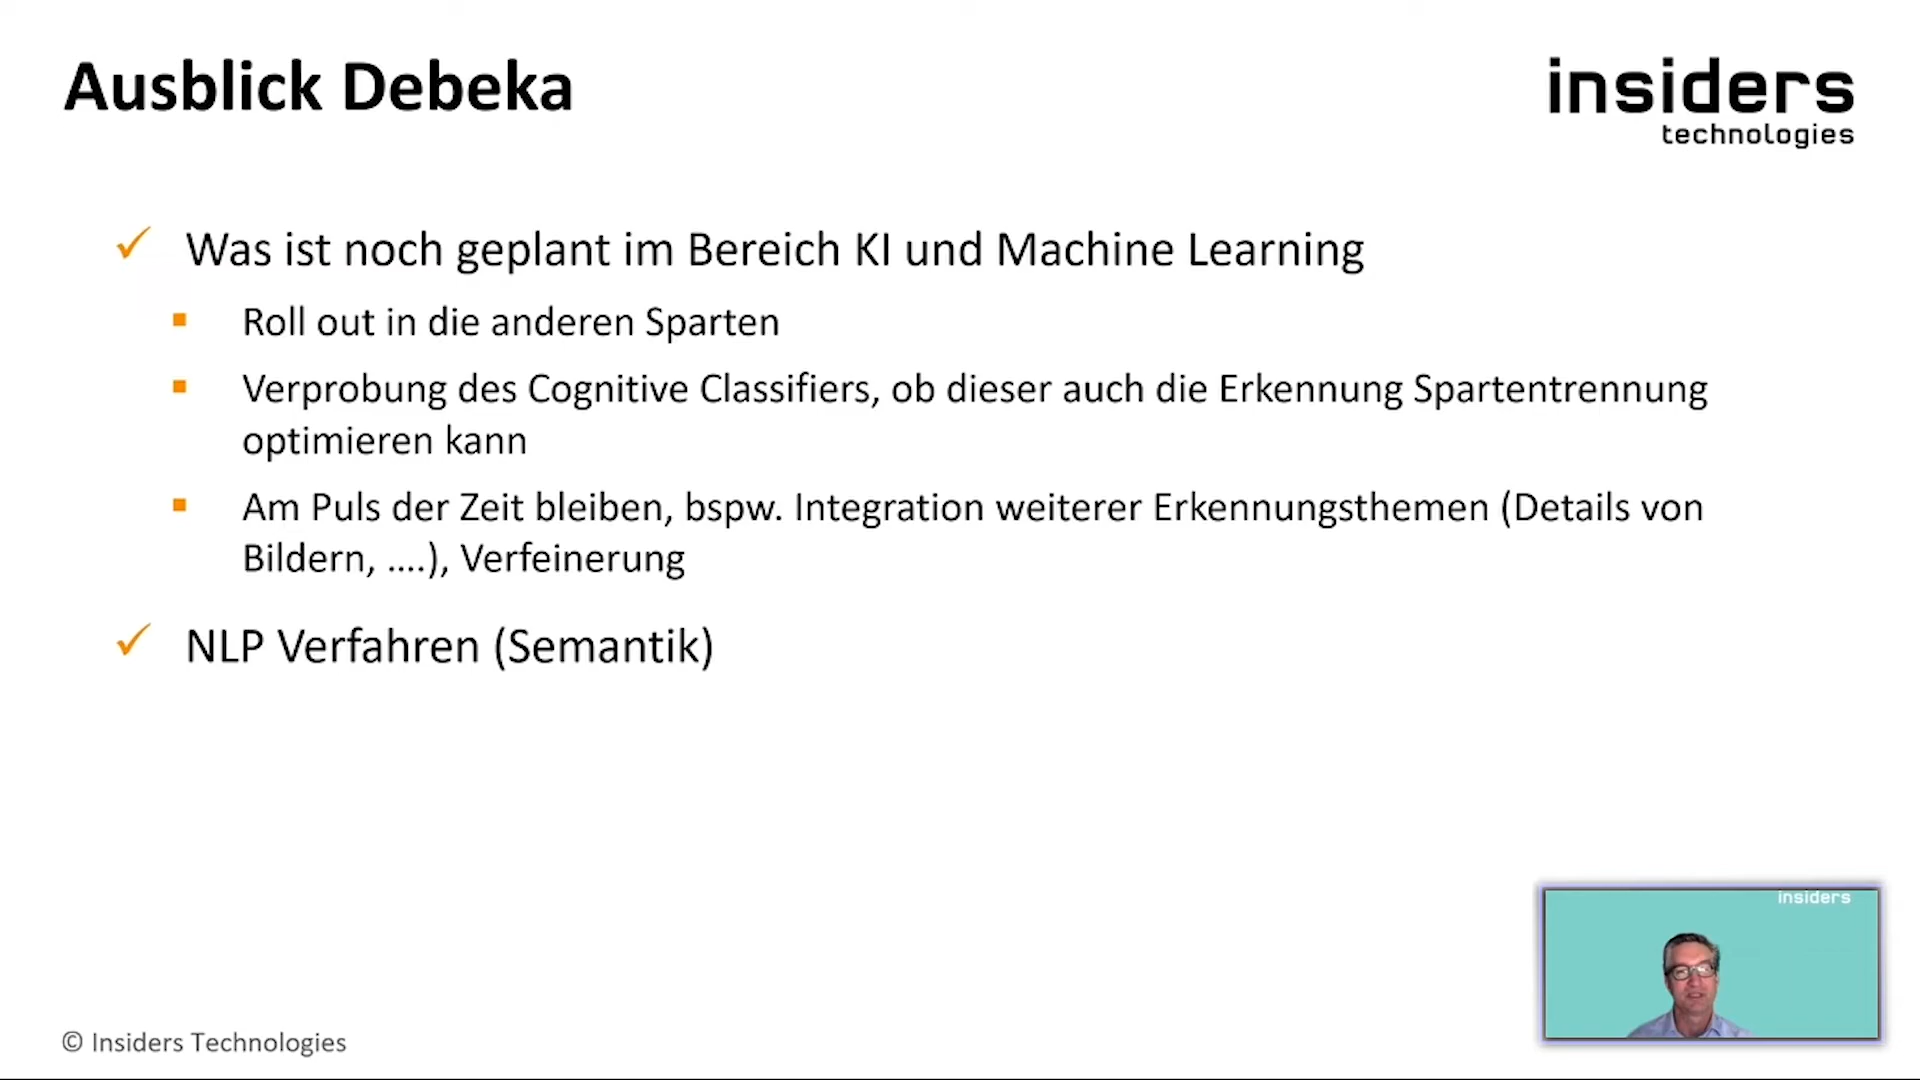 Ausblick Debeka
insiders
technologies
Was ist noch geplant im Bereich KI und Machine Learning
Roll out in die anderen Sparten
Verprobung des Cognitive Classifiers, ob dieser auch die Erkennung Spartentrennung
optimieren kann
Am Puls der Zeit bleiben, bspw. Integration weiterer Erkennungsthemen (Details von
Bildern, ....), Verfeinerung
NLP Verfahren (Semantik)
insiders
© Insiders Technologies